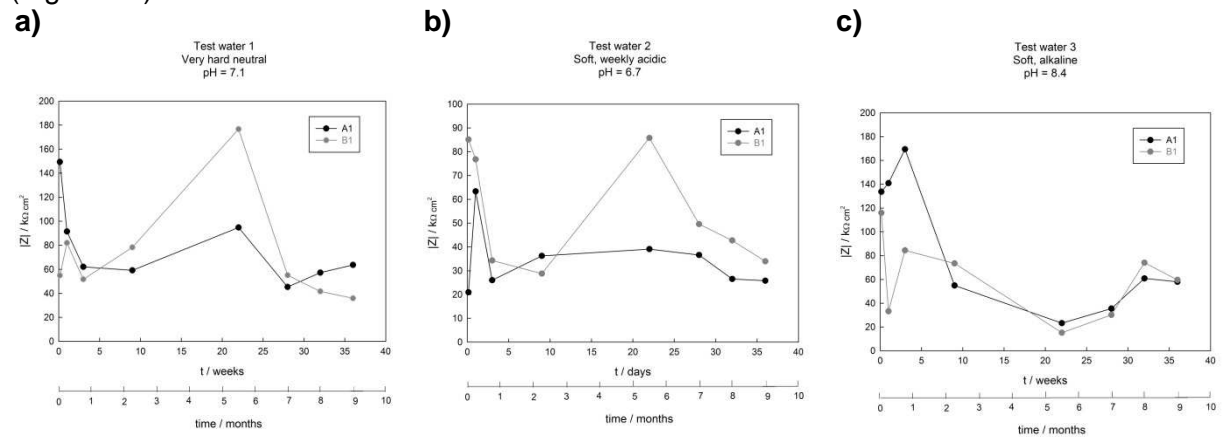 a)
Test water 1
Very hard neutral
pH = 7.1
200
180
160
140
120
100
80
60
40
20
0
|Z| / kΩ cm²
A1
B1
0 5 10 15 20 25 30 35 40
t / weeks
0 1 2 3 4 5 6 7 8 9 10
time / months
b)
Test water 2
Soft, weekly acidic
pH = 6.7
100
90
80
70
60
50
40
30
20
10
0
|Z| / kΩ cm²
A1
B1
0 5 10 15 20 25 30 35 40
t / days
0 1 2 3 4 5 6 7 8 9 10
time / months
c)
Test water 3
Soft, alkaline
pH = 8.4
200
180
160
140
120
100
80
60
40
20
0
|Z| / kΩ cm²
A1
B1
0 5 10 15 20 25 30 35 40
t / weeks
0 1 2 3 4 5 6 7 8 9 10
time / months